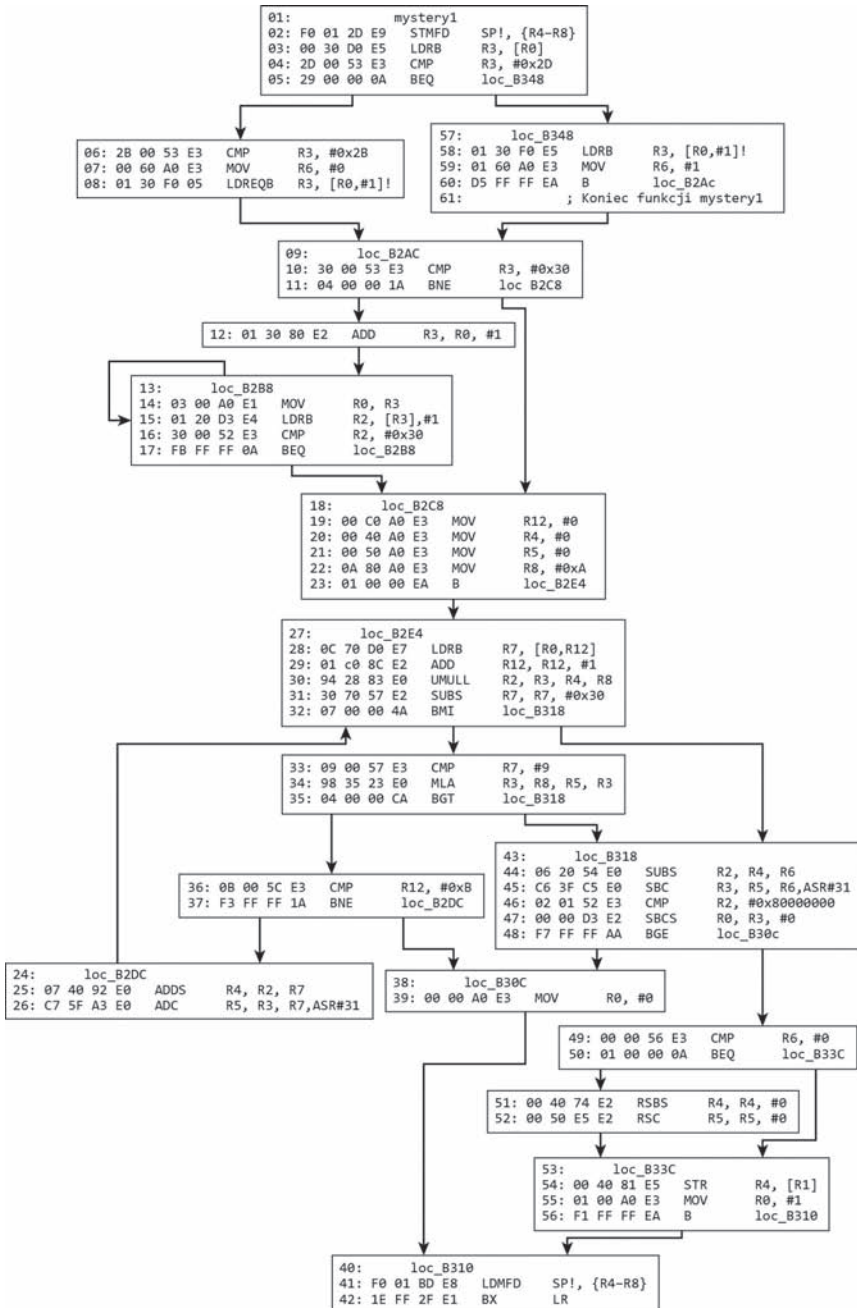 01: mystery1
02: F0 01 2D E9 STMFD SP!, {R4-R8}
03: 00 30 D0 E5 LDRB R3, [R0]
04: 2D 00 53 E3 CMP R3, #0x2D
05: 29 00 00 0A BEQ loc_B348
06: 2B 00 53 E3 CMP R3, #0x2B
07: 00 60 A0 E3 MOV R6, #0
08: 01 30 F0 05 LDREQB R3, [R0,#1]!
57: loc_B348
58: 01 30 F0 E5 LDRB R3, [R0,#1]!
59: 01 60 A0 E3 MOV R6, #1
60: D5 FF FF EA B loc_B2Ac
61: ; Koniec funkcji mystery1
09: loc_B2AC
10: 30 00 53 E3 CMP R3, #0x30
11: 04 00 00 1A BNE loc B2C8
12: 01 30 80 E2 ADD R3, R0, #1
13: loc_B2B8
14: 03 00 A0 E1 MOV R0, R3
15: 01 20 D3 E4 LDRB R2, [R3],#1
16: 30 00 52 E3 CMP R2, #0x30
17: FB FF FF 0A BEQ loc_B2B8
18: loc_B2C8
19: 00 C0 A0 E3 MOV R12, #0
20: 00 40 A0 E3 MOV R4, #0
21: 00 50 A0 E3 MOV R5, #0
22: 0A 80 A0 E3 MOV R8, #0xA
23: 01 00 00 EA B loc_B2E4
27: loc_B2E4
28: 0C 70 D0 E7 LDRB R7, [R0,R12]
29: 01 c0 8C E2 ADD R12, R12, #1
30: 94 28 83 E0 UMULL R2, R3, R4, R8
31: 30 70 57 E2 SUBS R7, R7, #0x30
32: 07 00 00 4A BMI loc_B318
33: 09 00 57 E3 CMP R7, #9
34: 98 35 23 E0 MLA R3, R8, R5, R3
35: 04 00 00 CA BGT loc_B318
36: 0B 00 5C E3 CMP R12, #0xB
37: F3 FF FF 1A BNE loc_B2DC
43: loc_B318
44: 06 20 54 E0 SUBS R2, R4, R6
45: C6 3F C5 E0 SBC R3, R5, R6,ASR#31
46: 02 01 52 E3 CMP R2, #0x80000000
47: 00 00 D3 E2 SBCS R0, R3, #0
48: F7 FF FF AA BGE loc_B30c
24: loc_B2DC
25: 07 40 92 E0 ADDS R4, R2, R7
26: C7 5F A3 E0 ADC R5, R3, R7,ASR#31
38: loc_B30C
39: 00 00 A0 E3 MOV R0, #0
49: 00 00 56 E3 CMP R6, #0
50: 01 00 00 0A BEQ loc_B33C
51: 00 40 74 E2 RSBS R4, R4, #0
52: 00 50 E5 E2 RSC R5, R5, #0
53: loc_B33C
54: 00 40 81 E5 STR R4, [R1]
55: 01 00 A0 E3 MOV R0, #1
56: F1 FF FF EA B loc_B310
40: loc_B310
41: F0 01 BD E8 LDMFD SP!, {R4-R8}
42: 1E FF 2F E1 BX LR